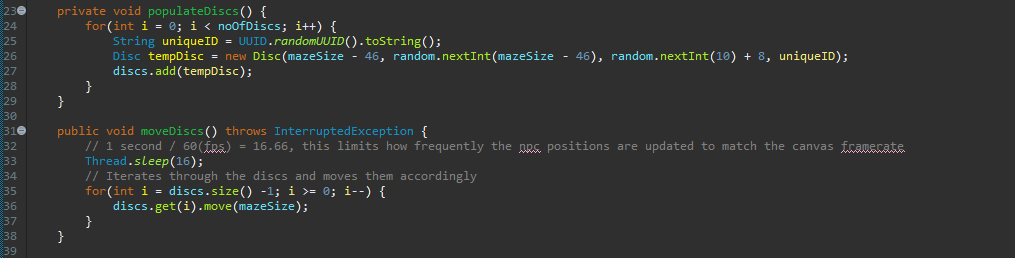 23 private void populateDiscs() {
24 for(int i = 0; i < noOfDiscs; i++) {
25 String uniqueID = UUID.randomUUID().toString();
26 Disc tempDisc = new Disc(mazeSize - 46, random.nextInt(mazeSize - 46), random.nextInt(10) + 8, uniqueID);
27 discs.add(tempDisc);
28 }
29 }
30
31 public void moveDiscs() throws InterruptedException {
32 // 1 second / 60(fps) = 16.66, this limits how frequently the npc positions are updated to match the canvas framerate
33 Thread.sleep(16);
34 // Iterates through the discs and moves them accordingly
35 for(int i = discs.size() -1; i >= 0; i--) {
36 discs.get(i).move(mazeSize);
37 }
38 }
39